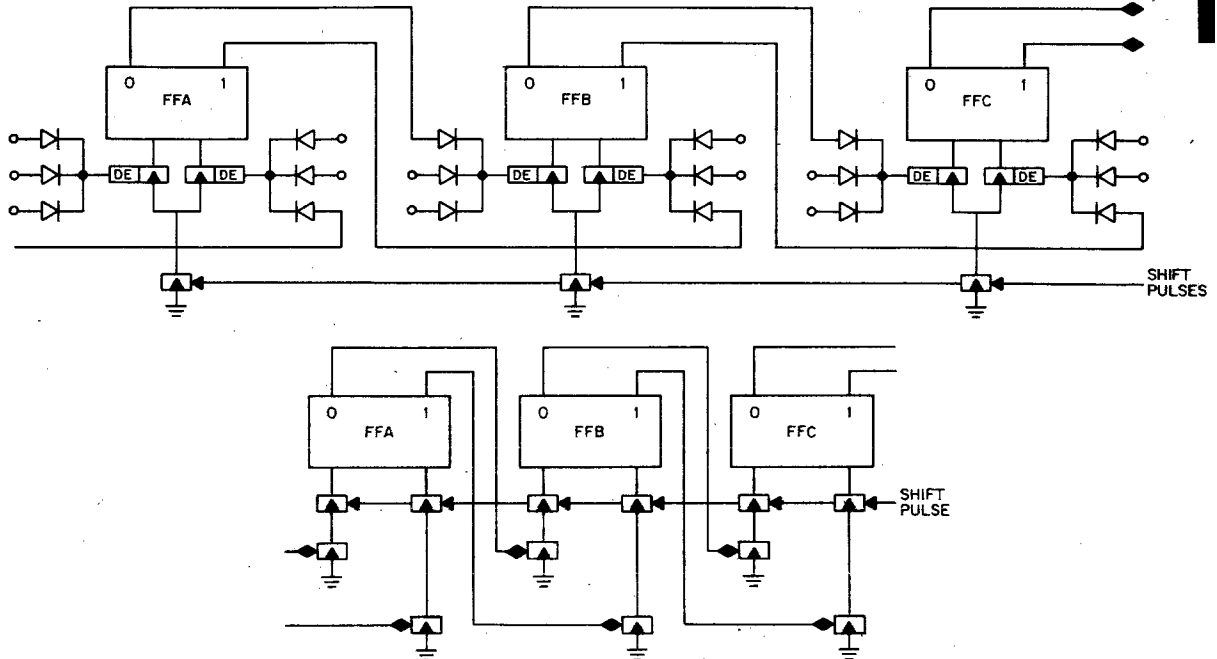 0 1
FFA
0 1
FFB
0 1
FFC
DE DE
DE DE
DE DE
SHIFT
PULSES
0 1
FFA
0 1
FFB
0 1
FFC
SHIFT
PULSE